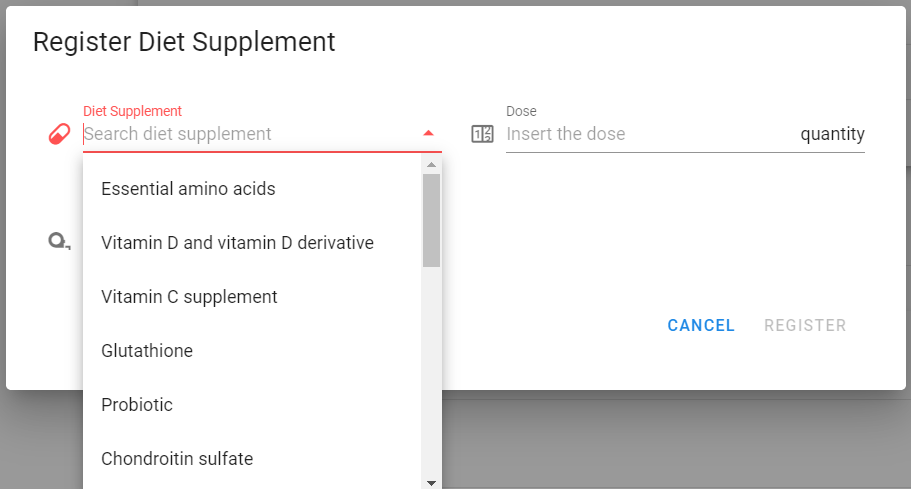 Register Diet Supplement
Diet Supplement
Search diet supplement
Dose
Insert the dose
quantity
Essential amino acids
Vitamin D and vitamin D derivative
Vitamin C supplement
Glutathione
Probiotic
Chondroitin sulfate
CANCEL
REGISTER